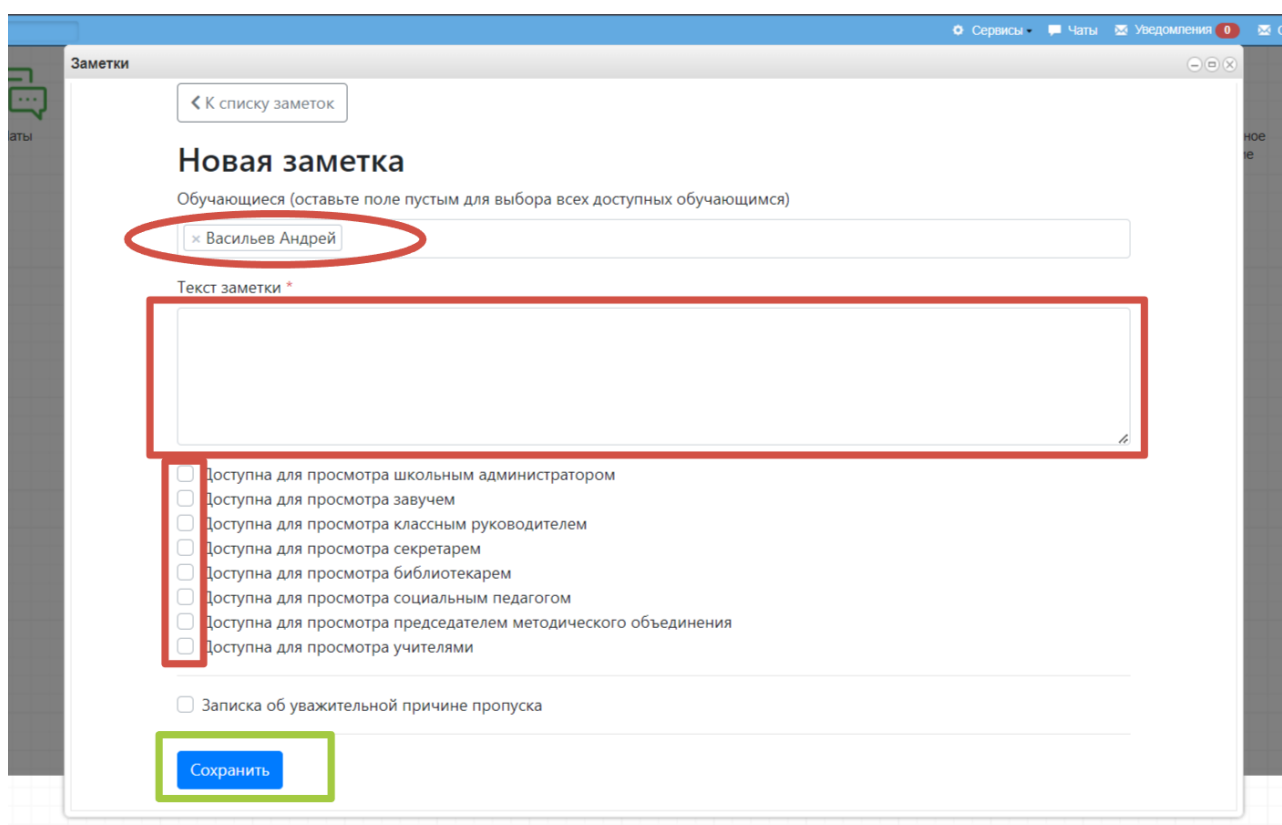 Сервисы Чаты Уведомления 0
Заметки
К списку заметок
Новая заметка
Обучающиеся (оставьте поле пустым для выбора всех доступных обучающимся)
× Васильев Андрей
Текст заметки *
Доступна для просмотра школьным администратором
Доступна для просмотра завучем
Доступна для просмотра классным руководителем
Доступна для просмотра секретарем
Доступна для просмотра библиотекарем
Доступна для просмотра социальным педагогом
Доступна для просмотра председателем методического объединения
Доступна для просмотра учителями
Записка об уважительной причине пропуска
Сохранить